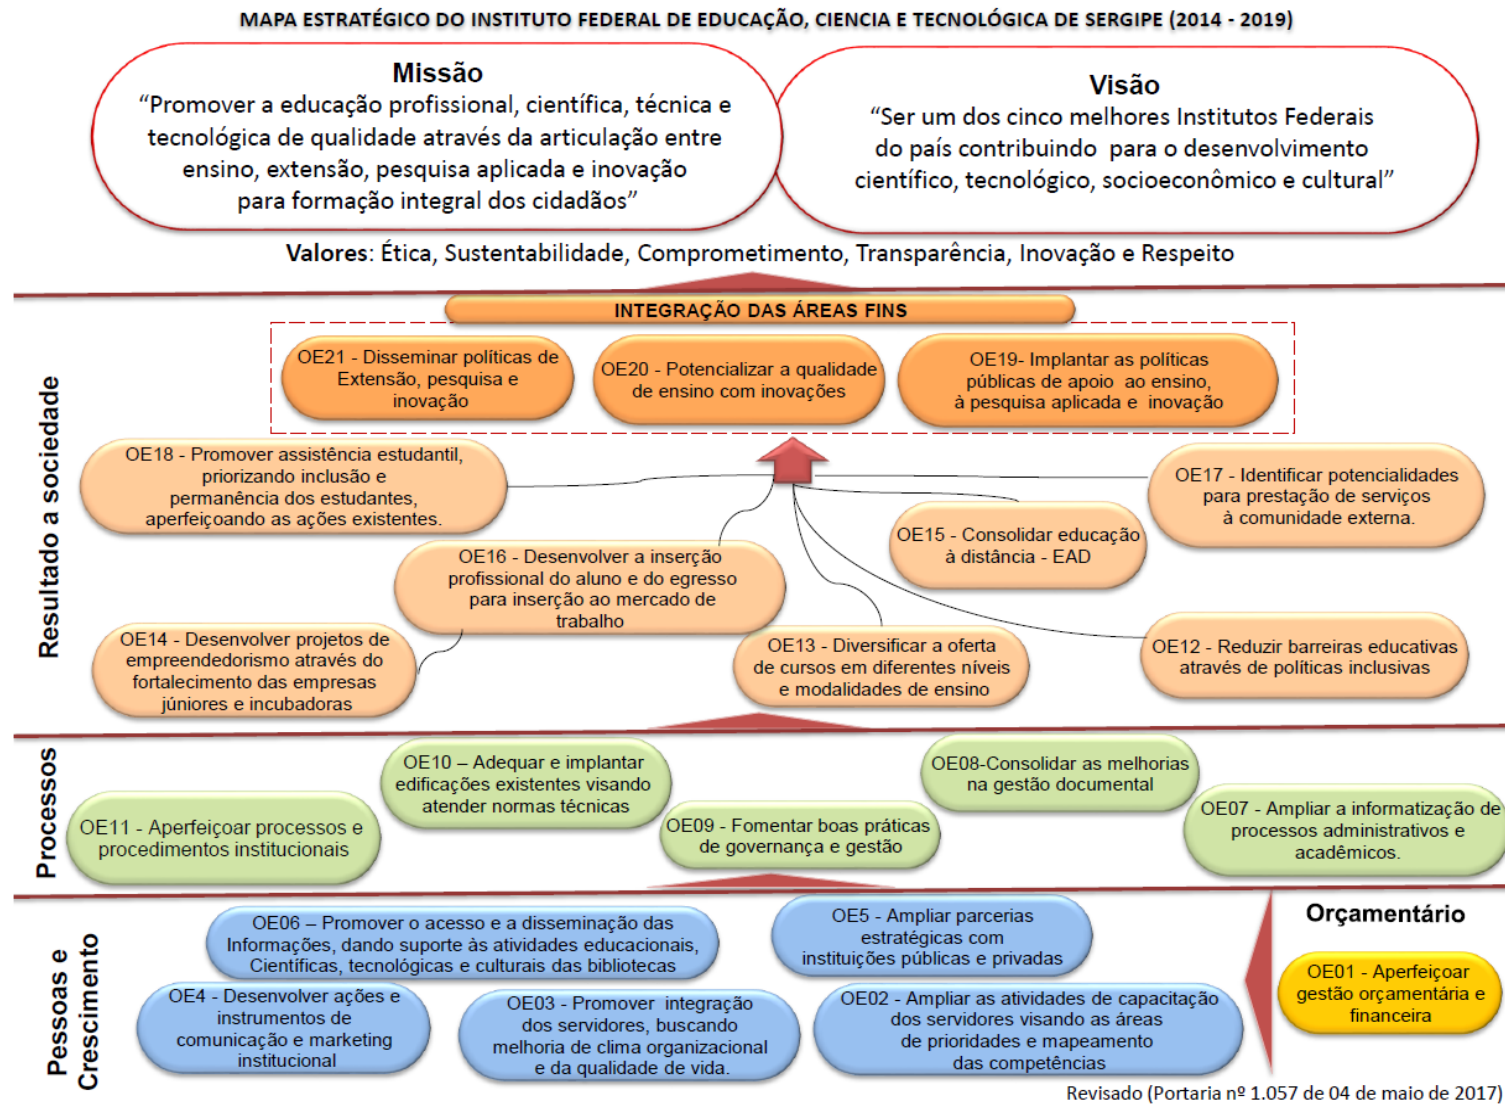 MAPA ESTRATÉGICO DO INSTITUTO FEDERAL DE EDUCAÇÃO, CIENCIA E TECNOLÓGICA DE SERGIPE (2014 - 2019)
Missão
“Promover a educação profissional, científica, técnica e
tecnológica de qualidade através da articulação entre
ensino, extensão, pesquisa aplicada e inovação
para formação integral dos cidadãos”
Visão
“Ser um dos cinco melhores Institutos Federais
do país contribuindo para o desenvolvimento
científico, tecnológico, socioeconômico e cultural”
Valores: Ética, Sustentabilidade, Comprometimento, Transparência, Inovação e Respeito
Resultado a sociedade
INTEGRAÇÃO DAS ÁREAS FINS
OE21 - Disseminar políticas de
Extensão, pesquisa e
inovação
OE20 - Potencializar a qualidade
de ensino com inovações
OE19- Implantar as políticas
públicas de apoio ao ensino,
à pesquisa aplicada e inovação
OE18 - Promover assistência estudantil,
priorizando inclusão e
permanência dos estudantes,
aperfeiçoando as ações existentes.
OE17 - Identificar potencialidades
para prestação de serviços
à comunidade externa.
OE16 - Desenvolver a inserção
profissional do aluno e do egresso
para inserção ao mercado de
trabalho
OE15 - Consolidar educação
à distância - EAD
OE14 - Desenvolver projetos de
empreendedorismo através do
fortalecimento das empresas
júniores e incubadoras
OE13 - Diversificar a oferta
de cursos em diferentes níveis
e modalidades de ensino
OE12 - Reduzir barreiras educativas
através de políticas inclusivas
Processos
OE11 - Aperfeiçoar processos e
procedimentos institucionais
OE10 – Adequar e implantar
edificações existentes visando
atender normas técnicas
OE09 - Fomentar boas práticas
de governança e gestão
OE08-Consolidar as melhorias
na gestão documental
OE07 - Ampliar a informatização de
processos administrativos e
acadêmicos.
Pessoas e
Crescimento
OE06 – Promover o acesso e a disseminação das
Informações, dando suporte às atividades educacionais,
Científicas, tecnológicas e culturais das bibliotecas
OE5 - Ampliar parcerias
estratégicas com
instituições públicas e privadas
OE4 - Desenvolver ações e
instrumentos de
comunicação e marketing
institucional
OE03 - Promover integração
dos servidores, buscando
melhoria de clima organizacional
e da qualidade de vida.
OE02 - Ampliar as atividades de capacitação
dos servidores visando as áreas
de prioridades e mapeamento
das competências
Orçamentário
OE01 - Aperfeiçoar
gestão orçamentária e
financeira
Revisado (Portaria nº 1.057 de 04 de maio de 2017)